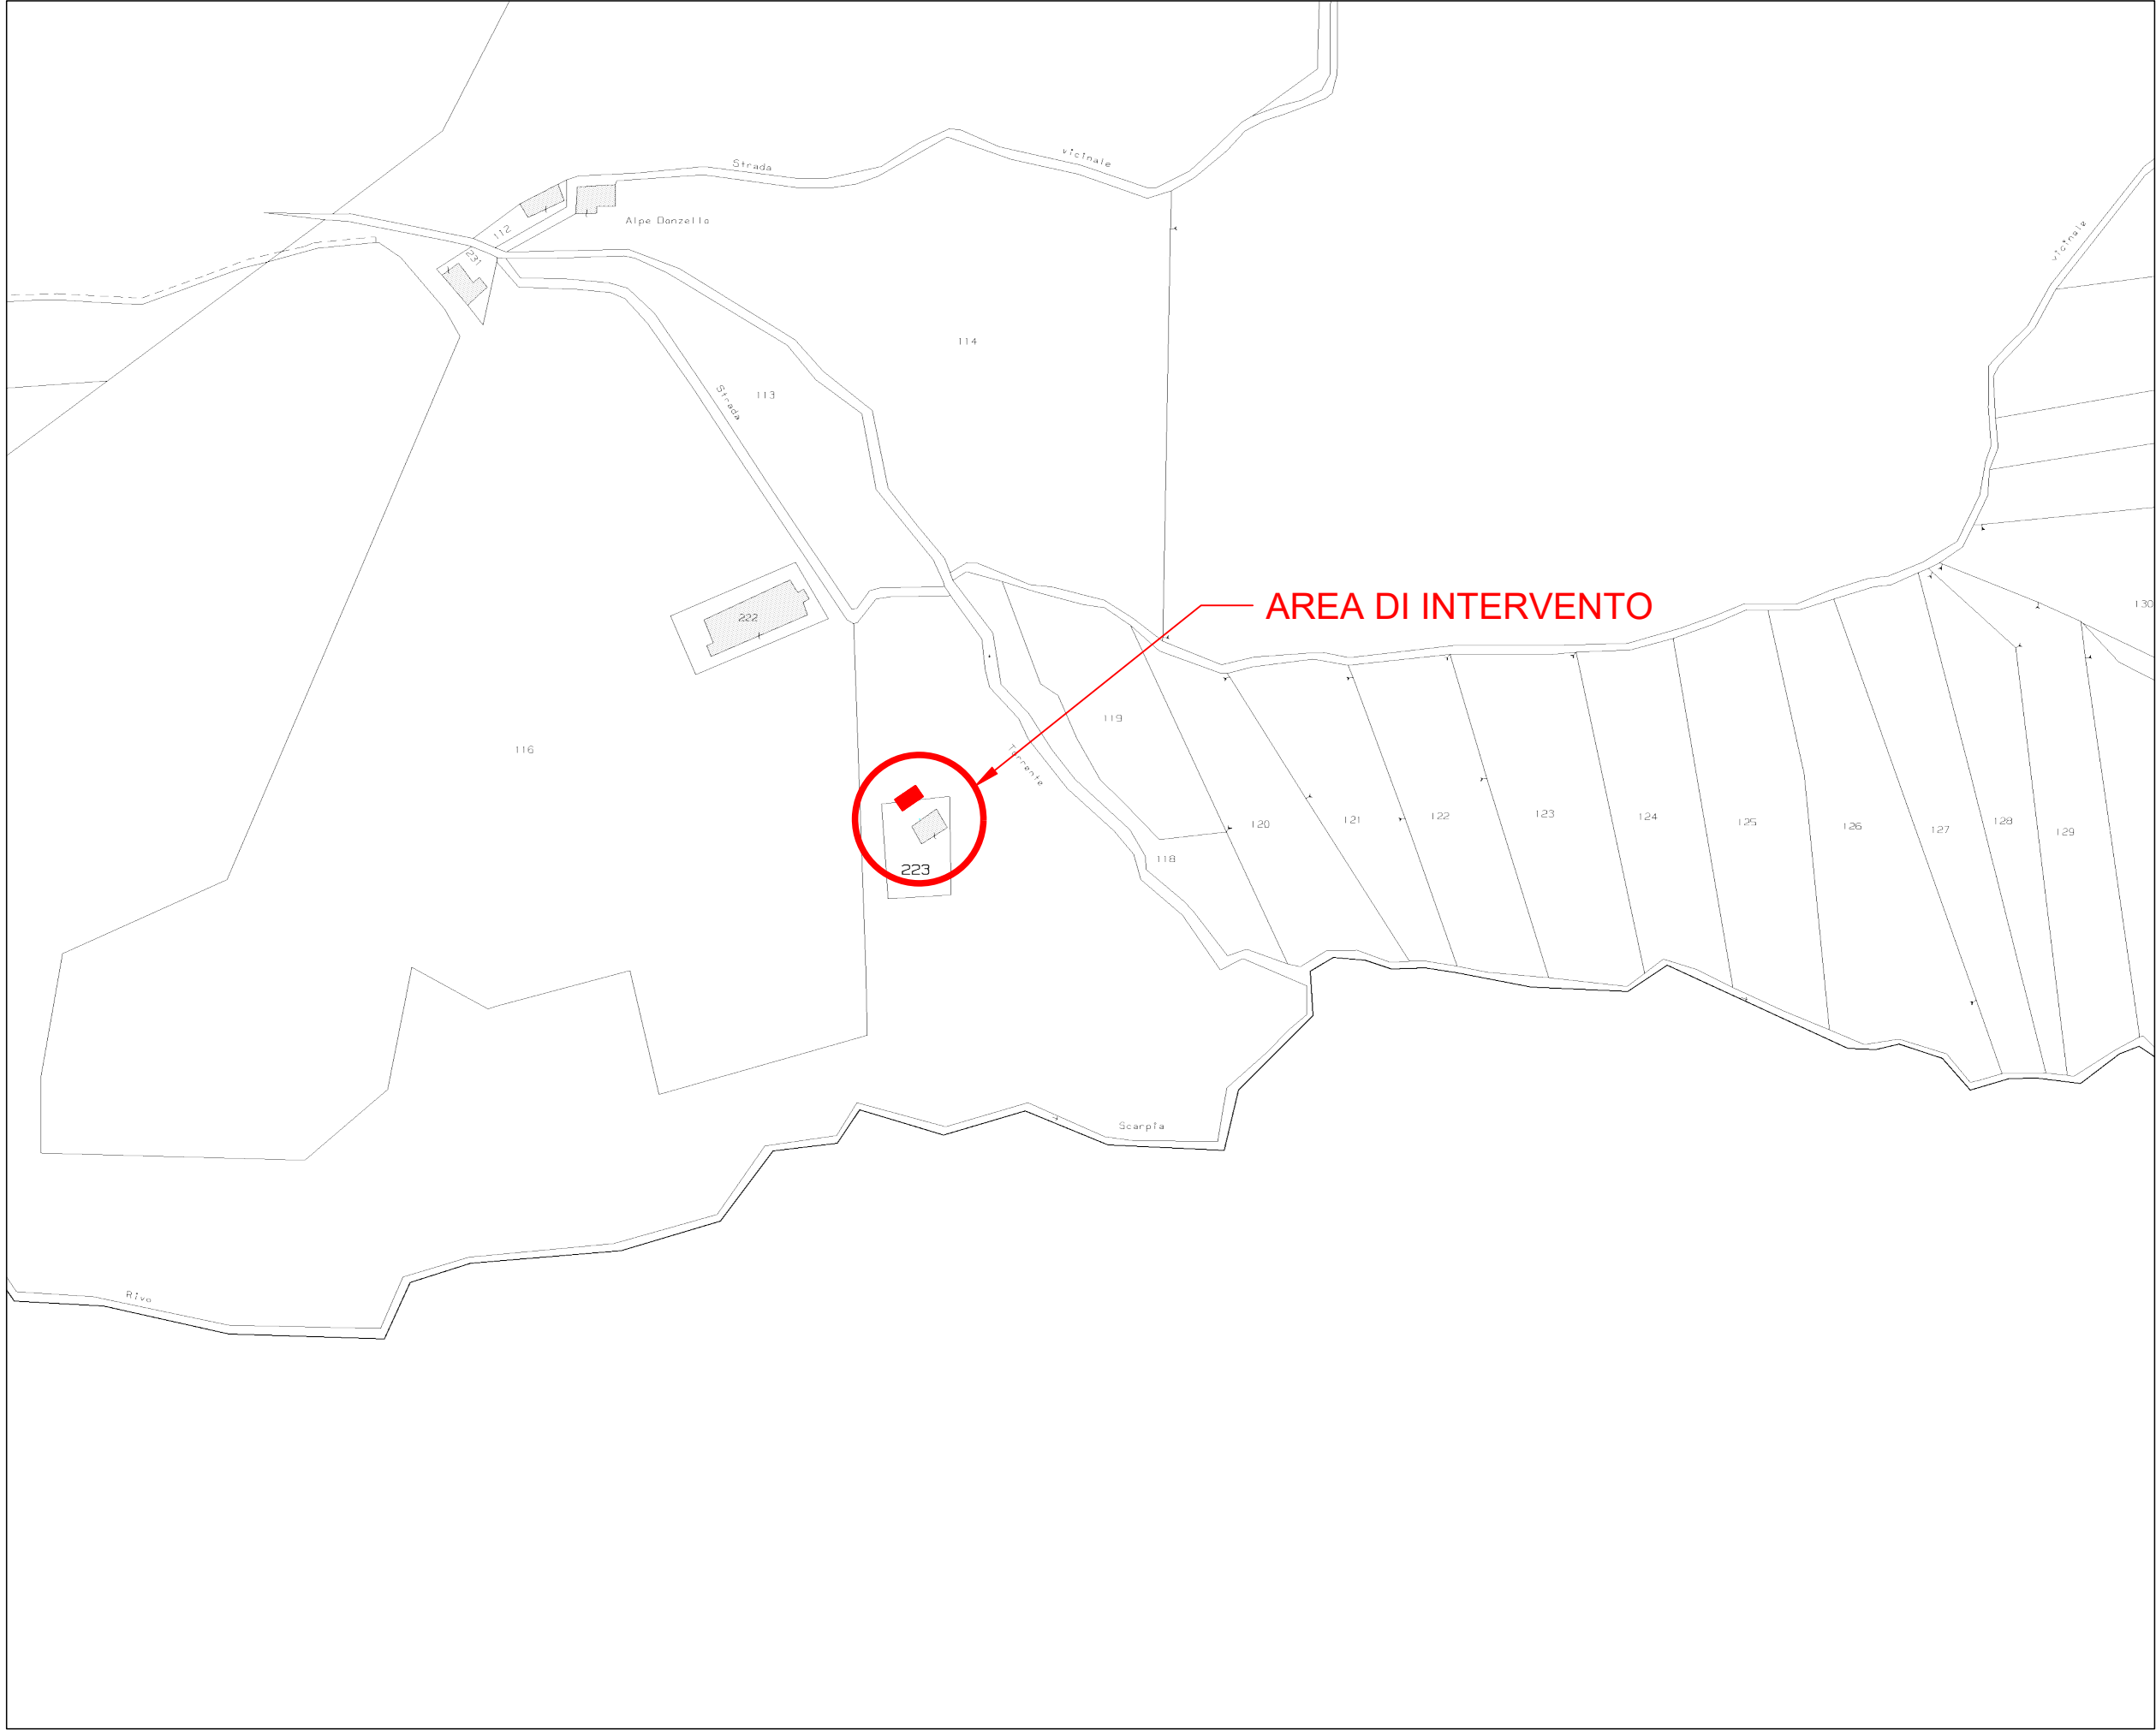 Strada
vicinale
Alpe Donzella
112
231
vicinale
114
113
Strada
130
AREA DI INTERVENTO
222
119
116
Torrente
120
121
122
123
124
125
126
127
128
129
118
223
Scarpia
Rivo